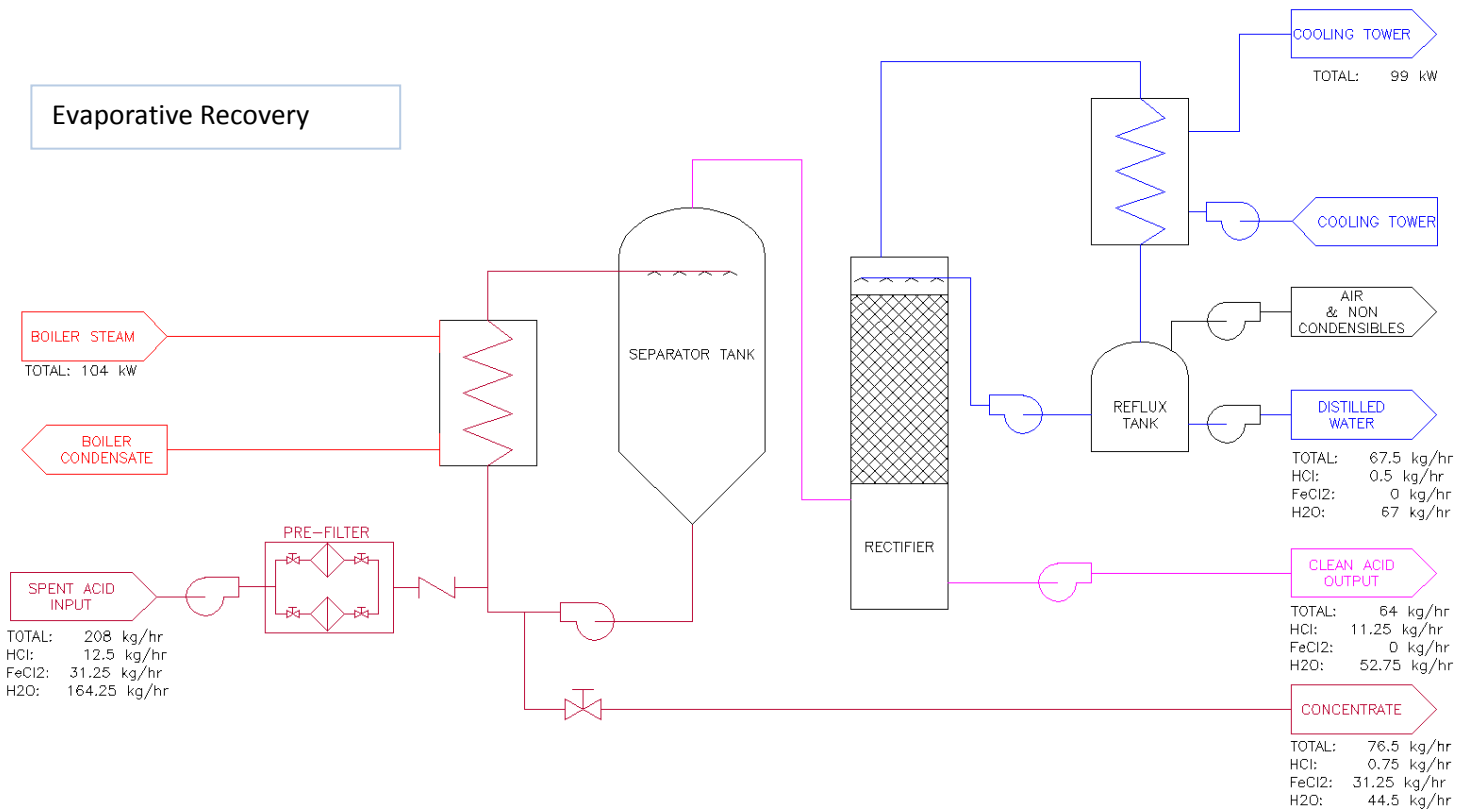 Evaporative Recovery
COOLING TOWER
TOTAL: 99 kW
COOLING TOWER
AIR
& NON
CONDENSIBLES
BOILER STEAM
TOTAL: 104 kW
SEPARATOR TANK
REFLUX
TANK
DISTILLED
WATER
TOTAL: 67.5 kg/hr
HCl: 0.5 kg/hr
FeCl2: 0 kg/hr
H2O: 67 kg/hr
BOILER
CONDENSATE
PRE-FILTER
RECTIFIER
SPENT ACID
INPUT
TOTAL: 208 kg/hr
HCl: 12.5 kg/hr
FeCl2: 31.25 kg/hr
H2O: 164.25 kg/hr
CLEAN ACID
OUTPUT
TOTAL: 64 kg/hr
HCl: 11.25 kg/hr
FeCl2: 0 kg/hr
H2O: 52.75 kg/hr
CONCENTRATE
TOTAL: 76.5 kg/hr
HCl: 0.75 kg/hr
FeCl2: 31.25 kg/hr
H2O: 44.5 kg/hr